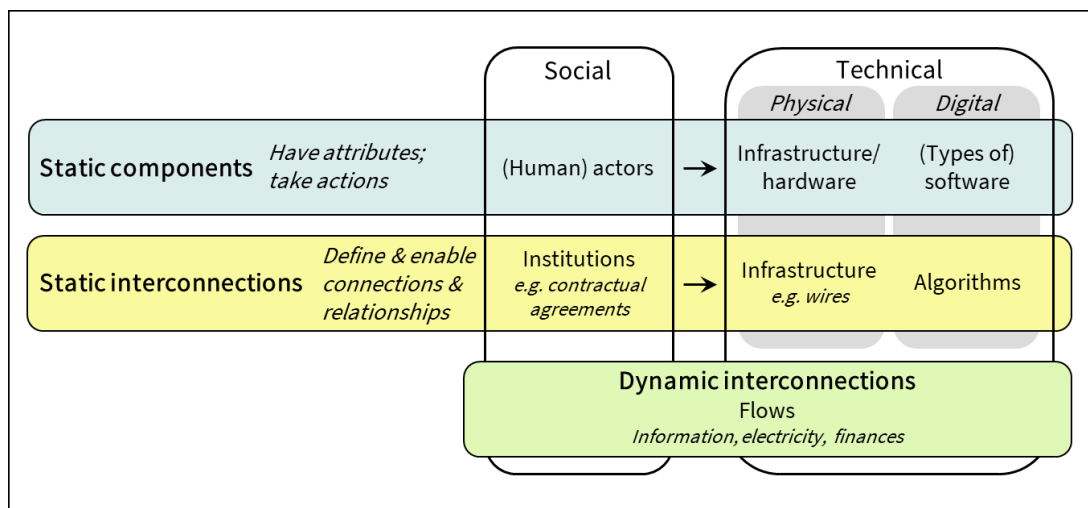 Social
Technical
Physical
Digital
Static components
Have attributes;
take actions
(Human) actors
Infrastructure/
hardware
(Types of)
software
Static interconnections
Define & enable
connections &
relationships
Institutions
e.g. contractual
agreements
Infrastructure
e.g. wires
Algorithms
Dynamic interconnections
Flows
Information, electricity, finances